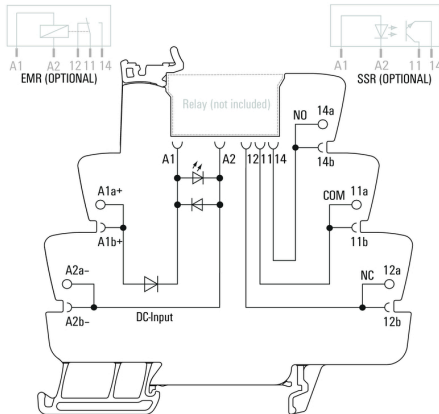 A1 A2 12 11 14
EMR (OPTIONAL)
A1 A2 11 14
SSR (OPTIONAL)
Relay (not included)
NO 14a
A1 A2 12 11 14
14b
COM 11a
A1a+
A1b+
11b
A2a–
NC 12a
A2b–
DC-Input
12b